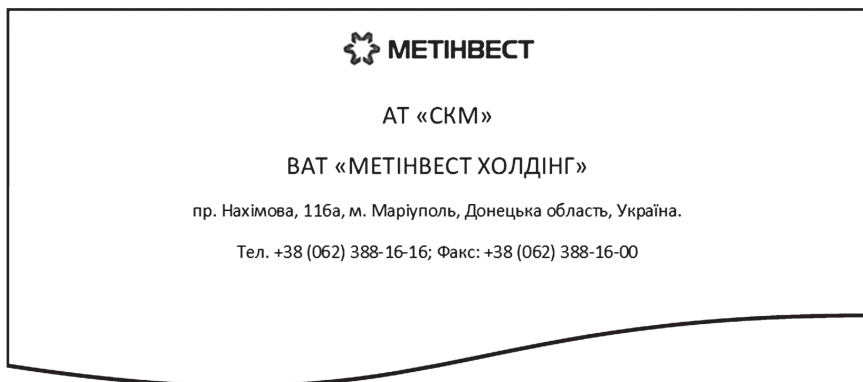 МЕТІНВЕСТ
АТ «СКМ»
ВАТ «МЕТІНВЕСТ ХОЛДІНГ»
пр. Нахімова, 116а, м. Маріуполь, Донецька область, Україна.
Тел. +38 (062) 388-16-16; Факс: +38 (062) 388-16-00